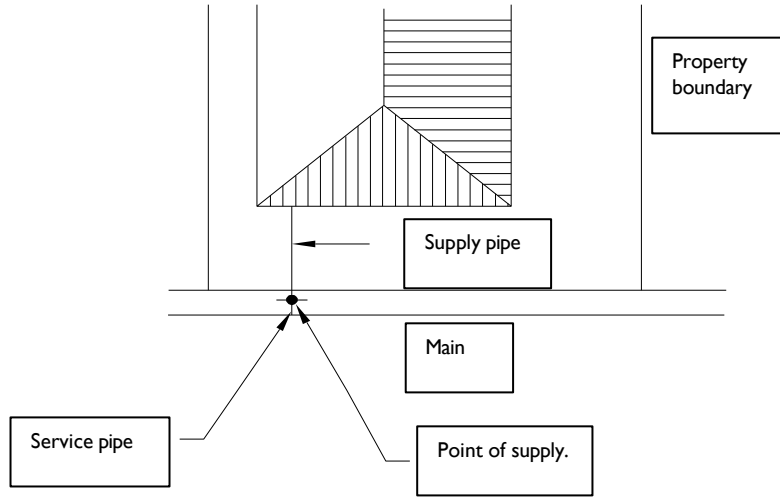 Property
boundary
Supply pipe
Main
Service pipe
Point of supply.